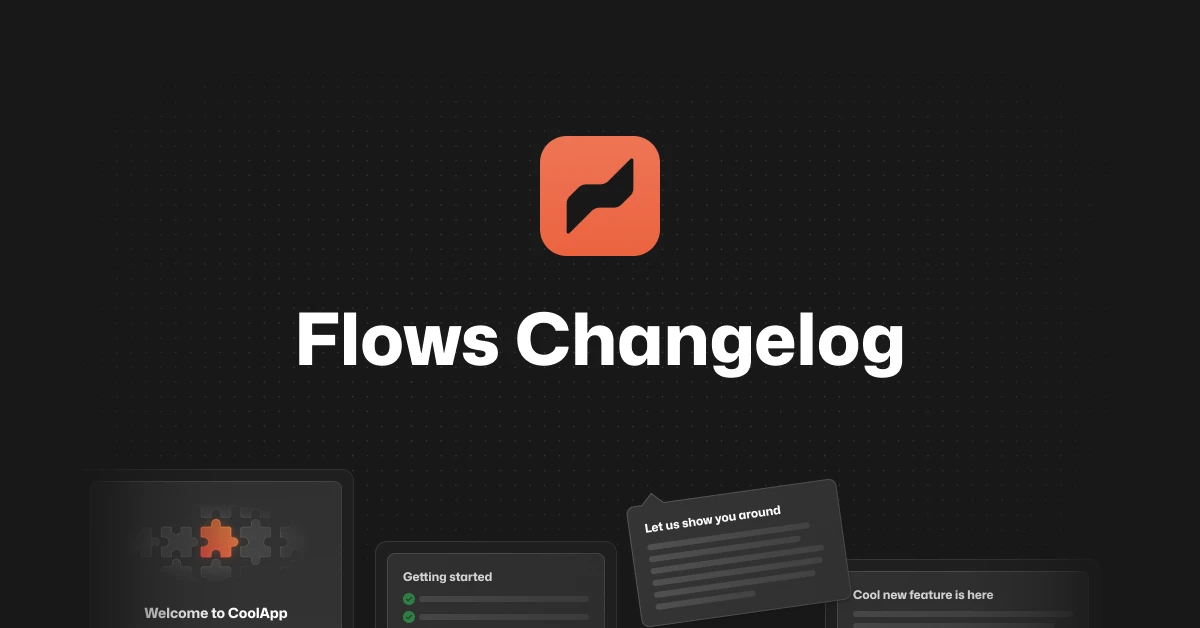 Flows Changelog
Let us show you around
Getting started
Cool new feature is here
Welcome to CoolApp